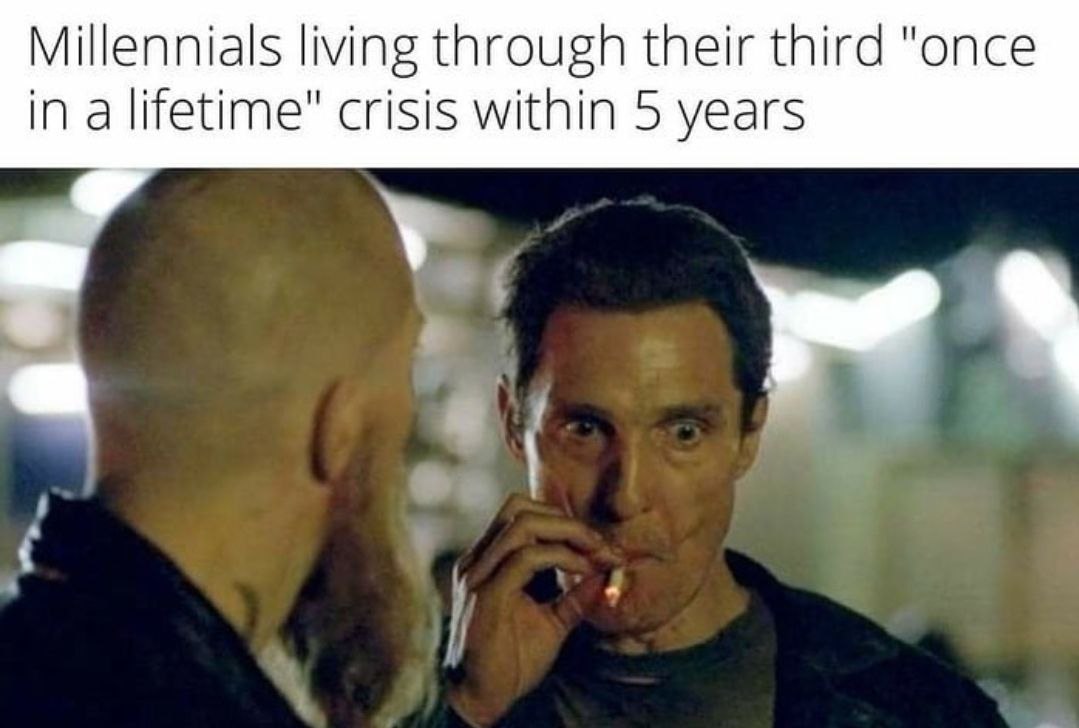 Millennials living through their third "once
in a lifetime" crisis within 5 years